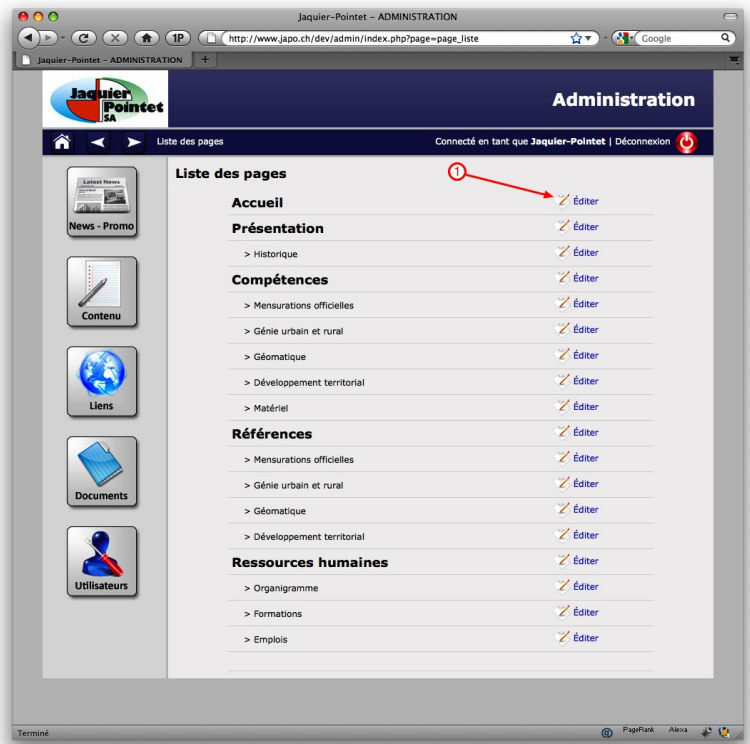 Jaquier-Pointet - ADMINISTRATION
1P
http://www.japo.ch/dev/admin/index.php?page=page_liste
Google
Jaquier-Pointet - ADMINISTRATION
Jaquier
Pointet
SA
Administration
Liste des pages
Connecté en tant que Jaquier-Pointet | Déconnexion
Latest News
News - Promo
Contenu
Liens
Documents
Utilisateurs
Liste des pages
1
Accueil Éditer
Présentation Éditer
> Historique Éditer
Compétences Éditer
> Mensurations officielles Éditer
> Génie urbain et rural Éditer
> Géomatique Éditer
> Développement territorial Éditer
> Matériel Éditer
Références Éditer
> Mensurations officielles Éditer
> Génie urbain et rural Éditer
> Géomatique Éditer
> Développement territorial Éditer
Ressources humaines Éditer
> Organigramme Éditer
> Formations Éditer
> Emplois Éditer
Terminé
@ PageRank Alexa